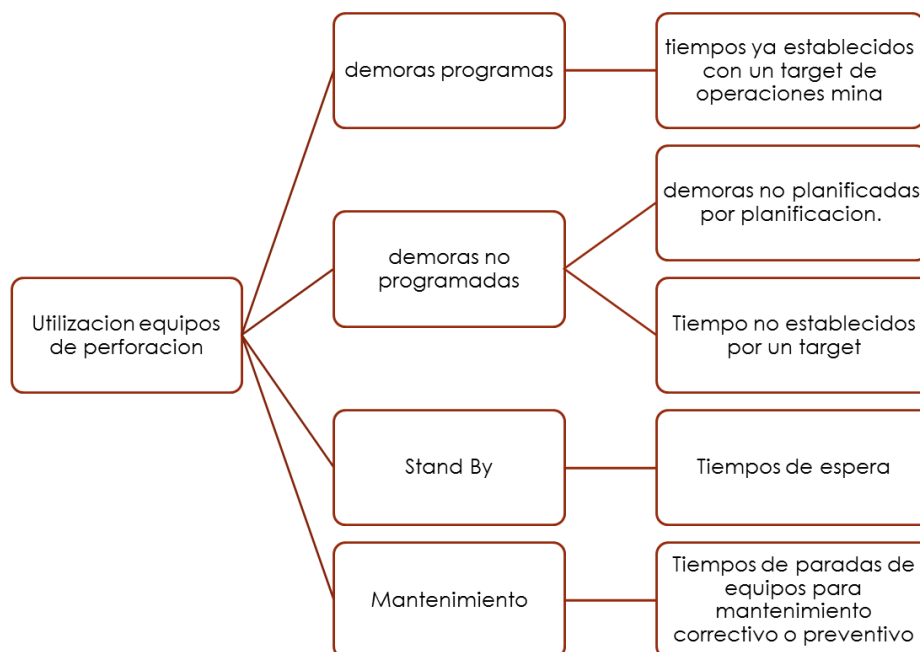 Utilizacion equipos
de perforacion
demoras programas
tiempos ya establecidos
con un target de
operaciones mina
demoras no
programadas
demoras no planificadas
por planificacion.
Tiempo no establecidos
por un target
Stand By
Tiempos de espera
Mantenimiento
Tiempos de paradas de
equipos para
mantenimiento
correctivo o preventivo